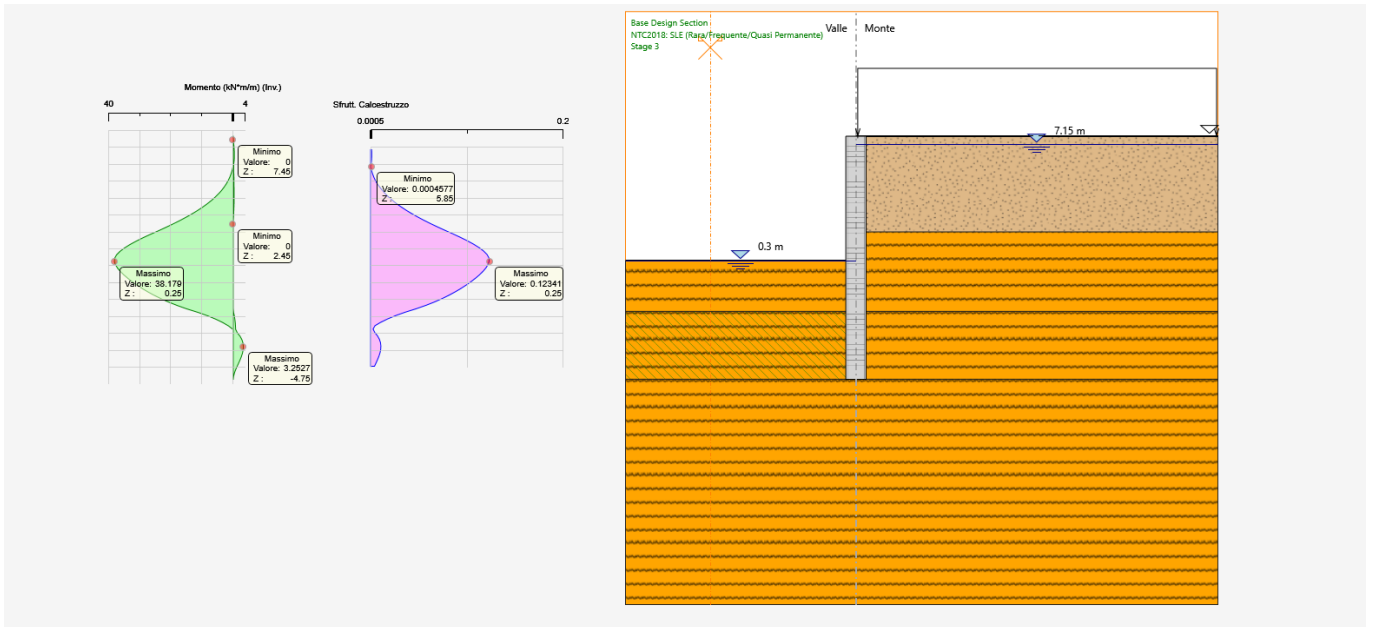 Momento (kN*m/m) (Inv.)
40
4
Minimo
Valore: 0
Z : 7.45
Minimo
Valore: 0
Z : 2.45
Massimo
Valore: 38.179
Z : 0.25
Massimo
Valore: 3.2527
Z : -4.75
Sfrutt. Calcestruzzo
0.0005
0.2
Minimo
Valore: 0.0004577
Z : 5.85
Massimo
Valore: 0.12341
Z : 0.25
Base Design Section
NTC2018: SLE (Rara/Frequente/Quasi Permanente)
Stage 3
Valle
Monte
7.15 m
0.3 m